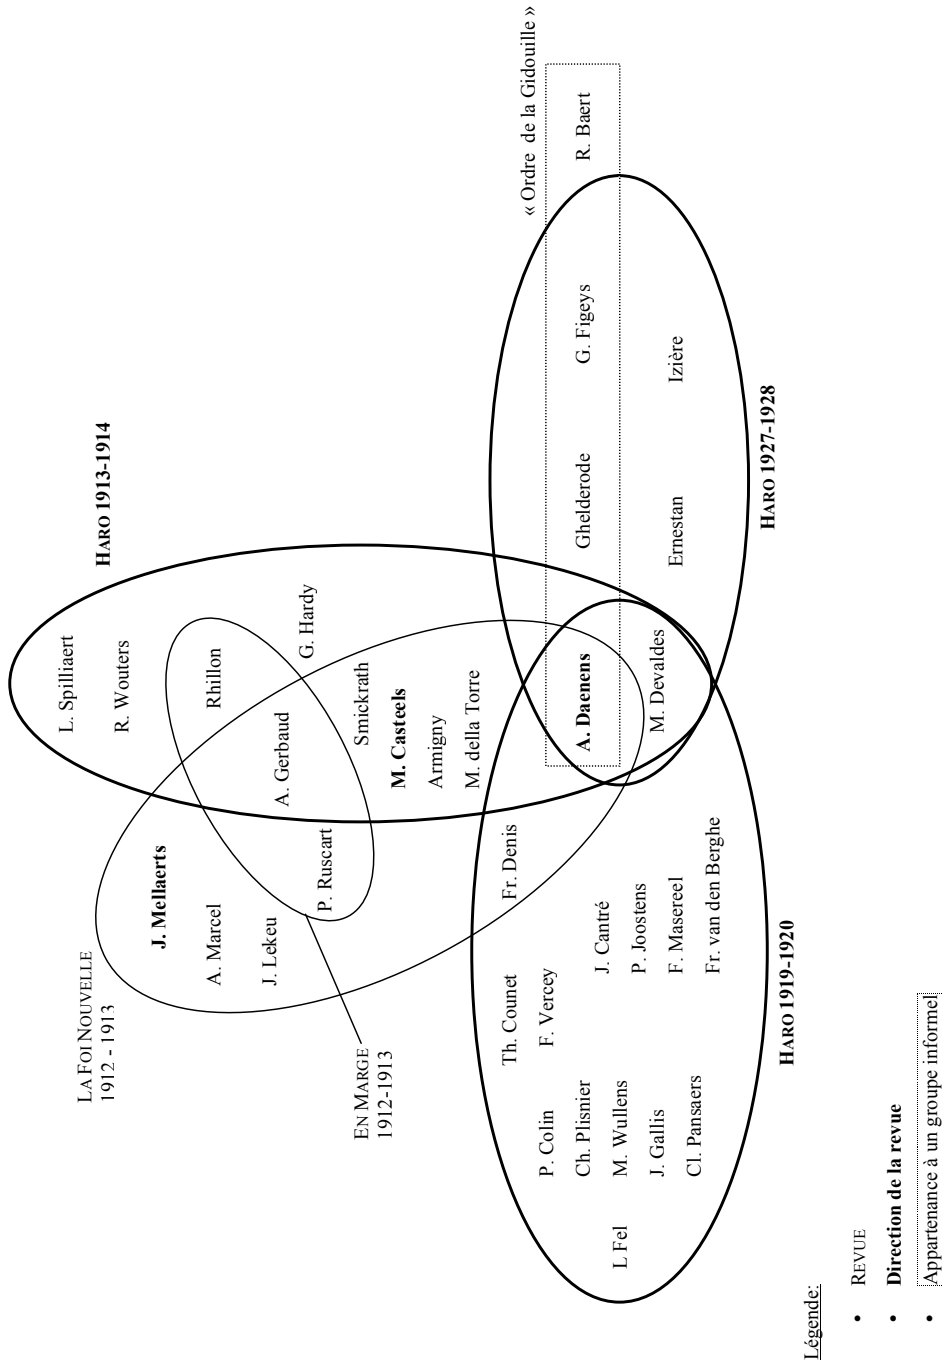 LA FOI NOUVELLE
1912 - 1913
HARO 1913-1914
L. Spilliaert
R. Wouters
J. Mellaerts
A. Marcel
Rhillon
J. Lekeu
A. Gerbaud
P. Ruscart
G. Hardy
EN MARGE
1912-1913
Smickrath
M. Casteels
Armigny
M. della Torre
« Ordre de la Gidouille »
Th. Counet
Fr. Denis
P. Colin
F. Vercey
Ch. Plisnier
A. Daenens
Ghelderode
G. Figeys
R. Baert
J. Cantré
L Fel
M. Wullens
P. Joostens
J. Gallis
M. Devaldes
F. Masereel
Ernestan
Izière
Cl. Pansaers
Fr. van den Berghe
HARO 1919-1920
HARO 1927-1928
Légende:
• REVUE
• Direction de la revue
• Appartenance à un groupe informel